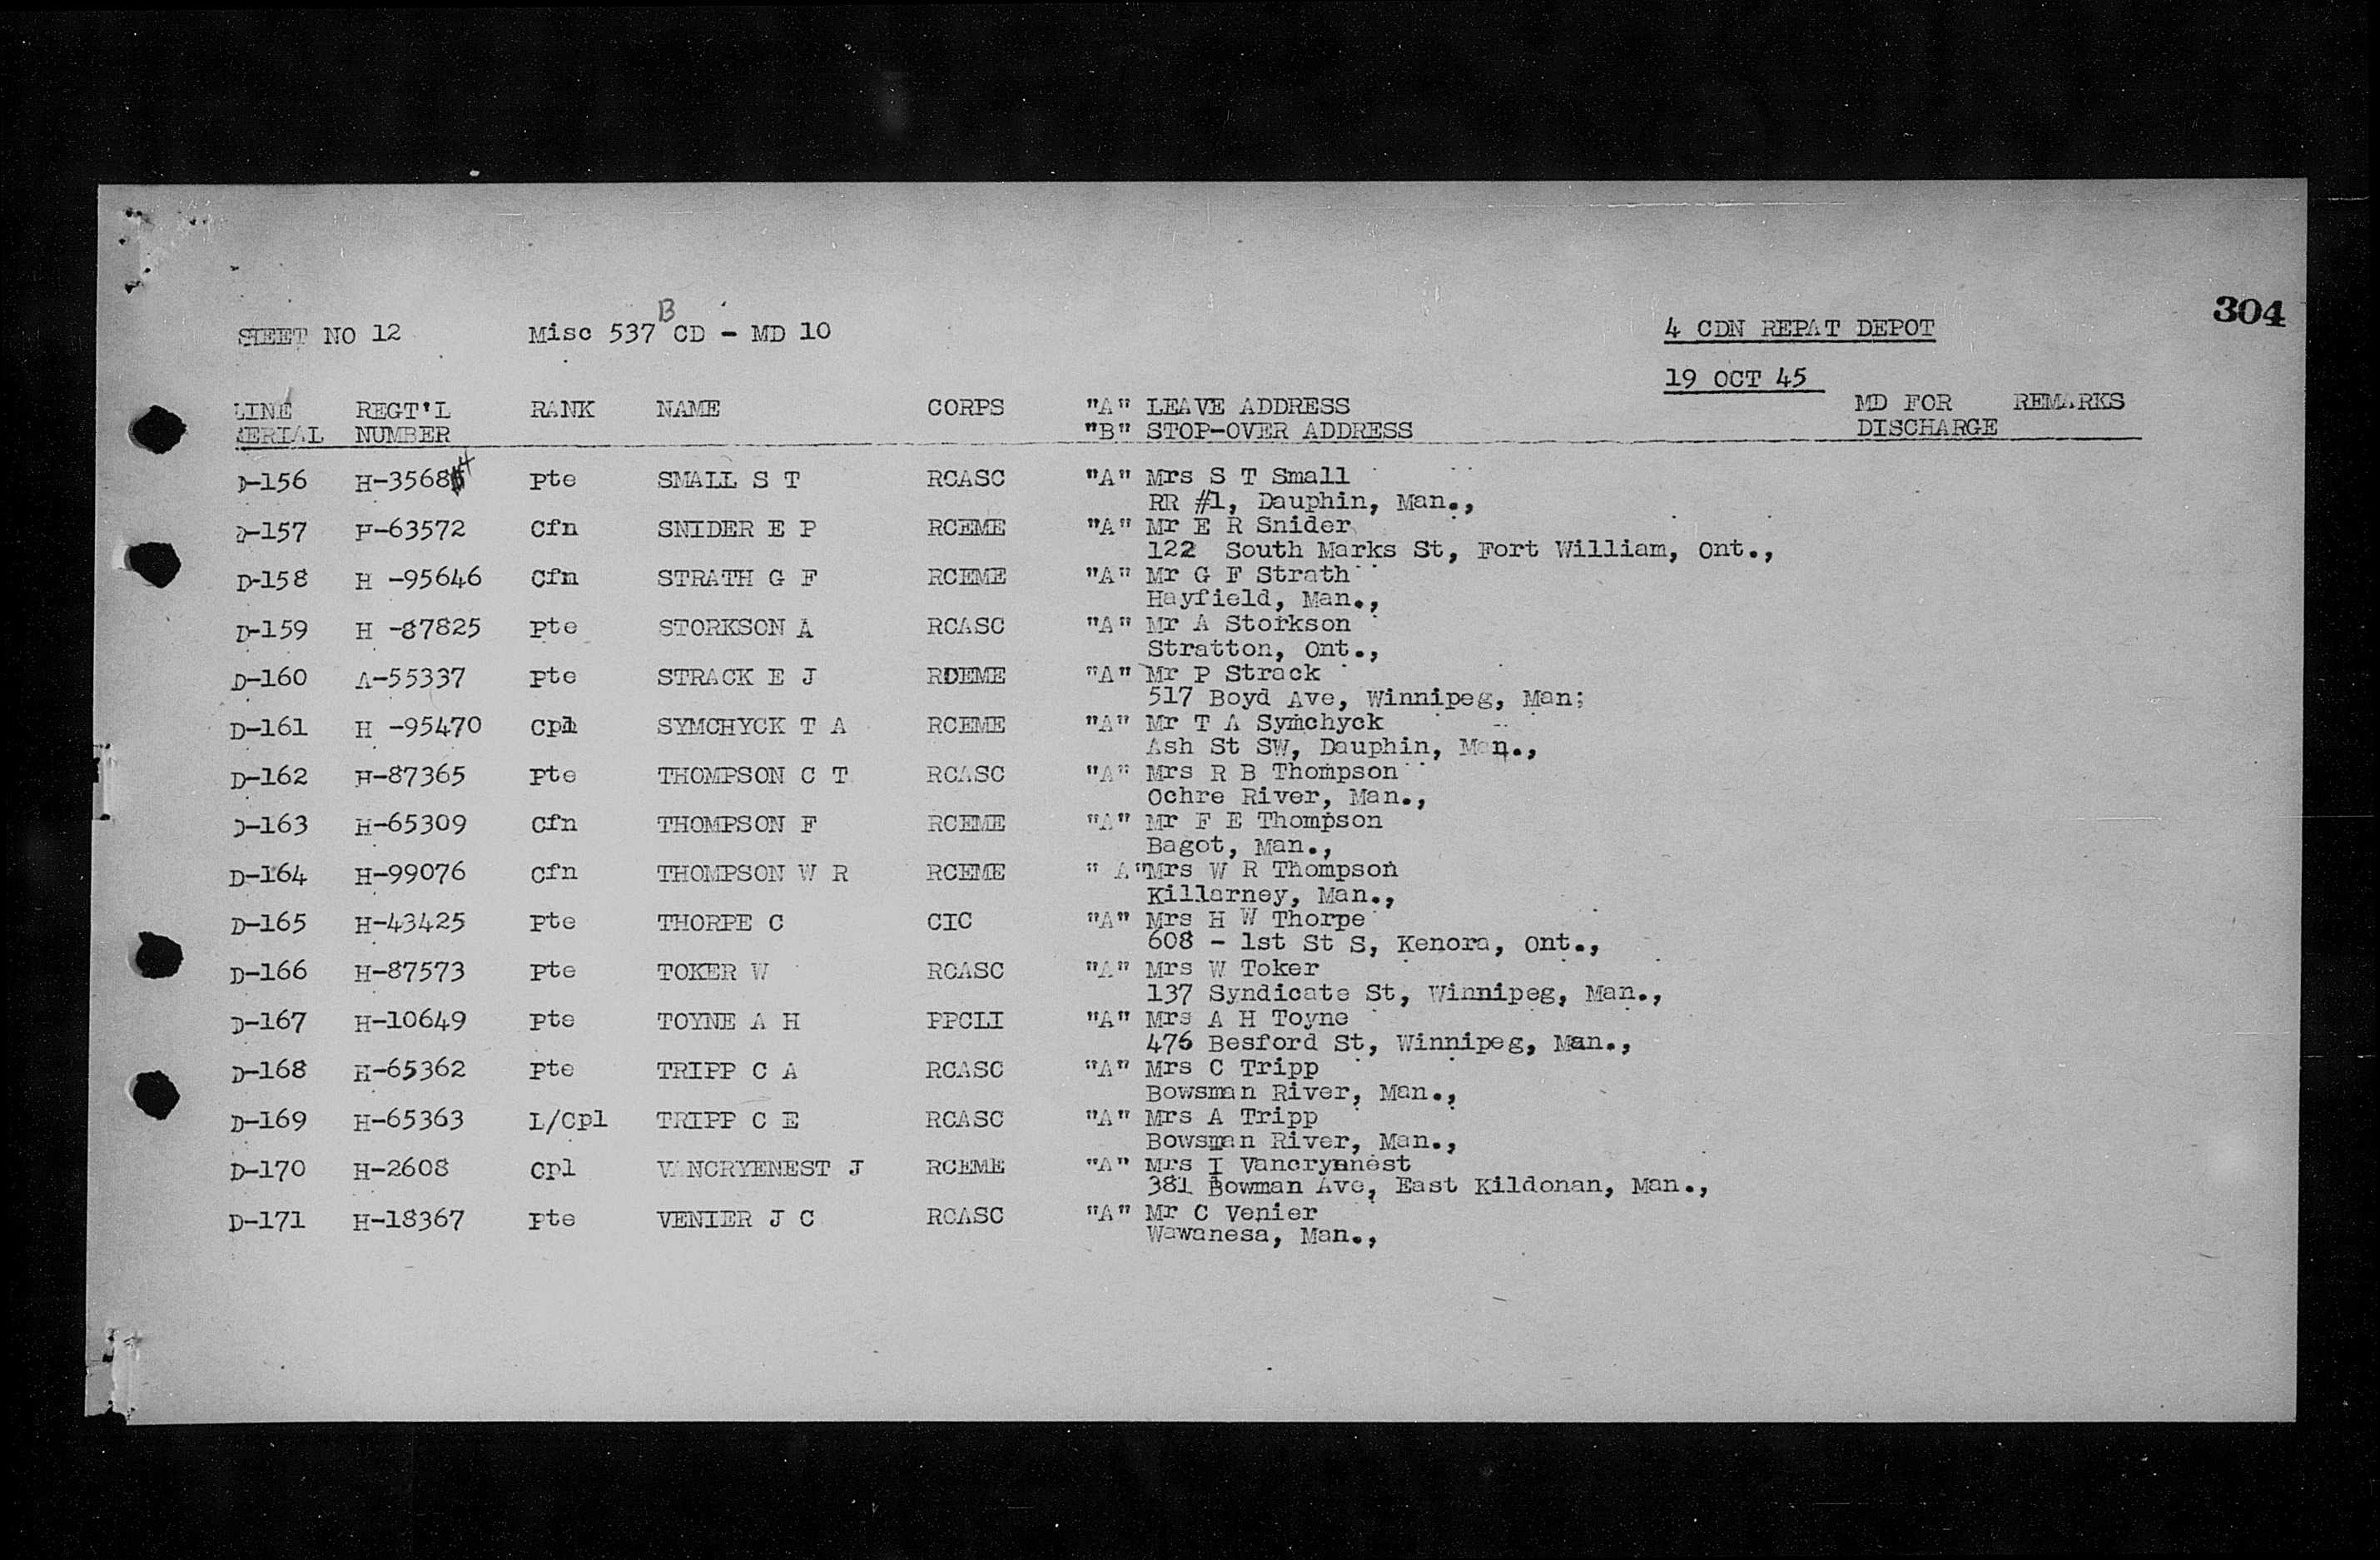 304
SHEET NO 12 Misc 537 B CD - MD 10 4 CDN REPAT DEPOT
19 OCT 45
LINE REGT'L RANK NAME CORPS "A" LEAVE ADDRESS MD FOR REMARKS
SERIAL NUMBER "B" STOP-OVER ADDRESS DISCHARGE
D-156 H-35684 Pte SMALL S T RCASC "A" Mrs S T Small
RR #1, Dauphin, Man.,
D-157 H-63572 Cfn SNIDER E P RCEME "A" Mr E R Snider
122 South Marks St, Fort William, Ont.,
D-158 H -95646 Cfn STRATH G F RCEME "A" Mr G F Strath
Hayfield, Man.,
D-159 H -87825 Pte STORKSON A RCASC "A" Mr A Storkson
Stratton, Ont.,
D-160 A-55337 Pte STRACK E J RDEME "A" Mr P Strack
517 Boyd Ave, Winnipeg, Man;
D-161 H -95470 Cpl SYMCHYCK T A RCEME "A" Mr T A Symchyck
Ash St SW, Dauphin, Man.,
D-162 H-87365 Pte THOMPSON C T RCASC "A" Mrs R B Thompson
Ochre River, Man.,
D-163 H-65309 Cfn THOMPSON F RCEME "A" Mr F E Thompson
Bagot, Man.,
D-164 H-99076 Cfn THOMPSON W R RCEME " A"Mrs W R Thompson
Killarney, Man.,
D-165 H-43425 Pte THORPE C CIC "A" Mrs H W Thorpe
608 - 1st St S, Kenora, Ont.,
D-166 H-87573 Pte TOKER W RCASC "A" Mrs W Toker
137 Syndicate St, Winnipeg, Man.,
D-167 H-10649 Pte TOYNE A H PPCLI "A" Mrs A H Toyne
476 Besford St, Winnipeg, Man.,
D-168 H-65362 Pte TRIPP C A RCASC "A" Mrs C Tripp
Bowsman River, Man.,
D-169 H-65363 L/Cpl TRIPP C E RCASC "A" Mrs A Tripp
Bowsman River, Man.,
D-170 H-2608 Cpl VANCRYENEST J RCEME "A" Mrs I Vancrynnest
381 Bowman Ave, East Kildonan, Man.,
D-171 H-18367 Pte VENIER J C RCASC "A" Mr C Venier
Wawanesa, Man.,